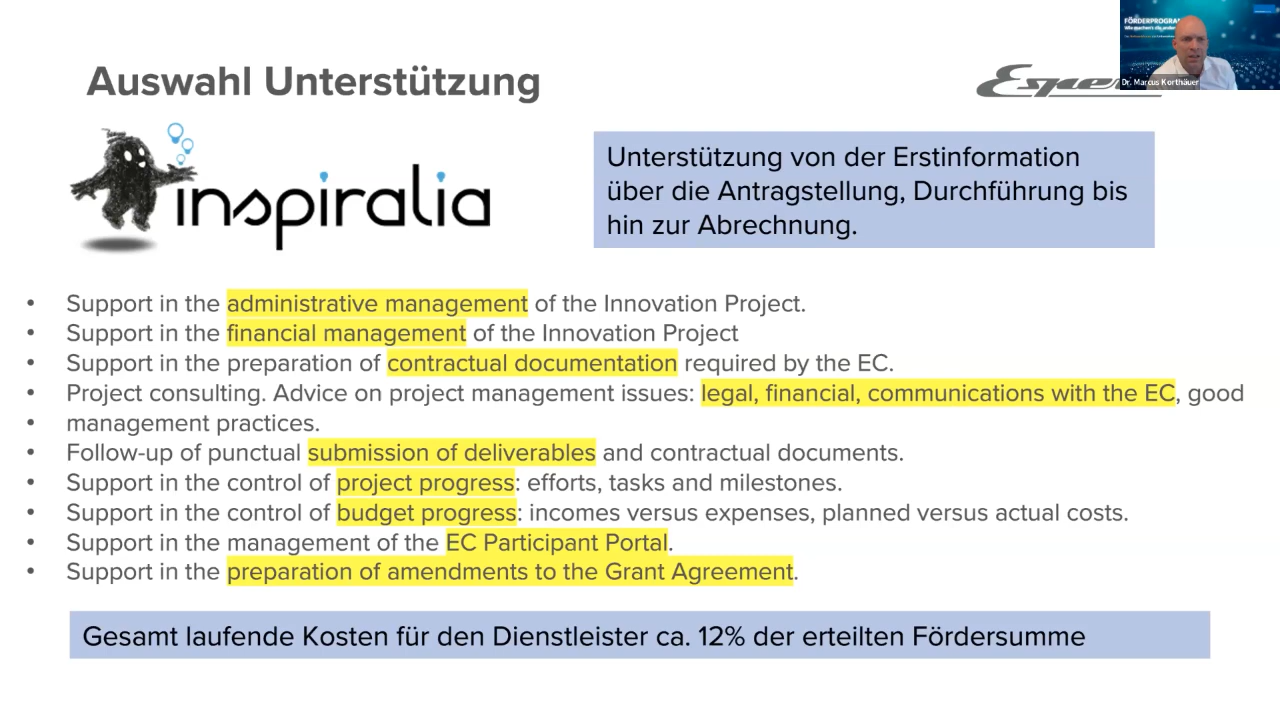 Auswahl Unterstützung
FÖRDERPROGRA
Dr. Marcus Korthäuer
inspiralia
Unterstützung von der Erstinformation
über die Antragstellung, Durchführung bis
hin zur Abrechnung.
• Support in the administrative management of the Innovation Project.
• Support in the financial management of the Innovation Project
• Support in the preparation of contractual documentation required by the EC.
• Project consulting. Advice on project management issues: legal, financial, communications with the EC, good
• management practices.
• Follow-up of punctual submission of deliverables and contractual documents.
• Support in the control of project progress: efforts, tasks and milestones.
• Support in the control of budget progress: incomes versus expenses, planned versus actual costs.
• Support in the management of the EC Participant Portal.
• Support in the preparation of amendments to the Grant Agreement.
Gesamt laufende Kosten für den Dienstleister ca. 12% der erteilten Fördersumme